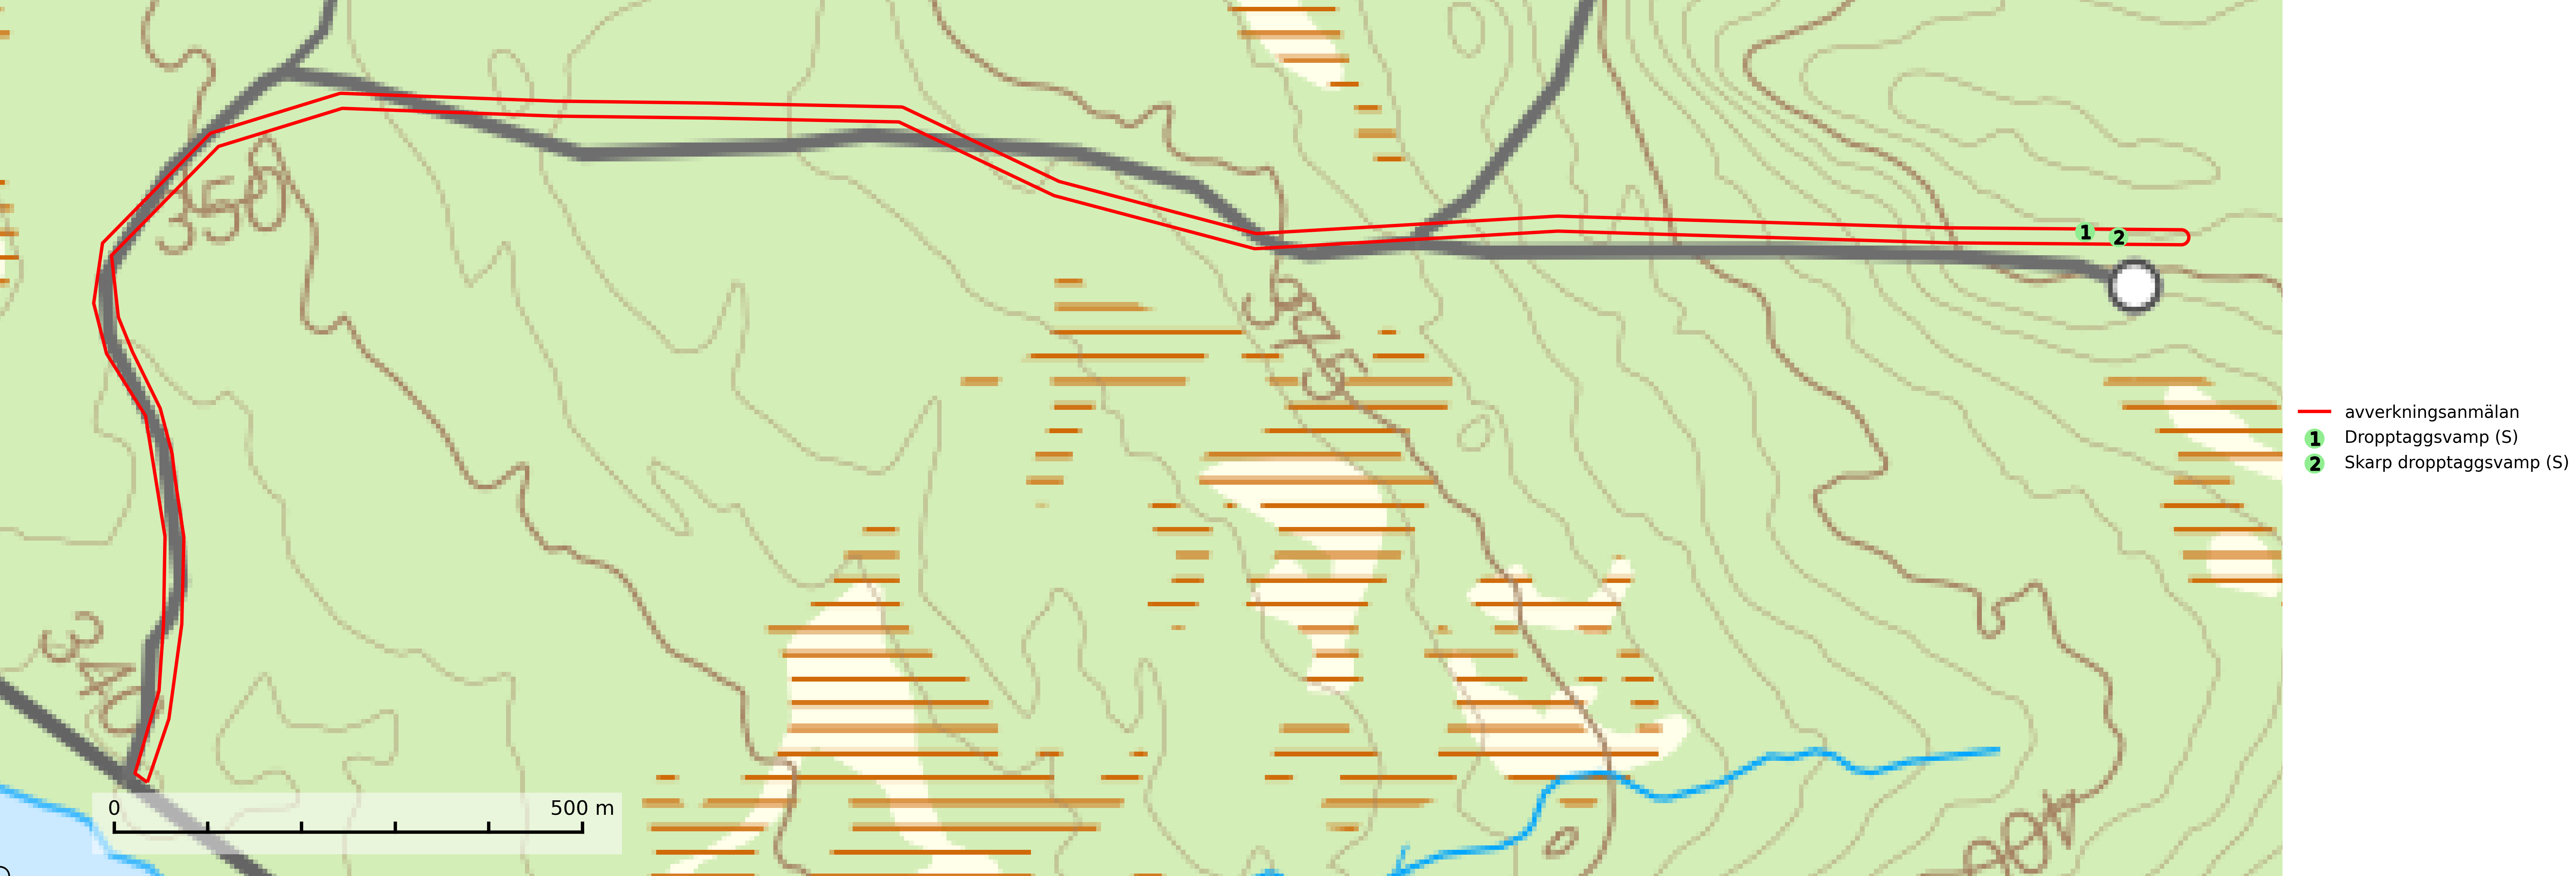 350
375
340
400
0 500 m
1
2
avverkningsanmälan
1 Dropptaggsvamp (S)
2 Skarp dropptaggsvamp (S)